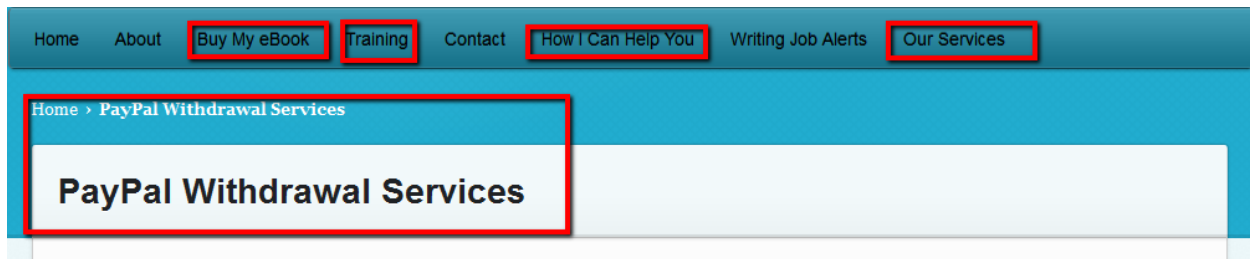 Home About Buy My eBook Training Contact How I Can Help You Writing Job Alerts Our Services
Home › PayPal Withdrawal Services
PayPal Withdrawal Services